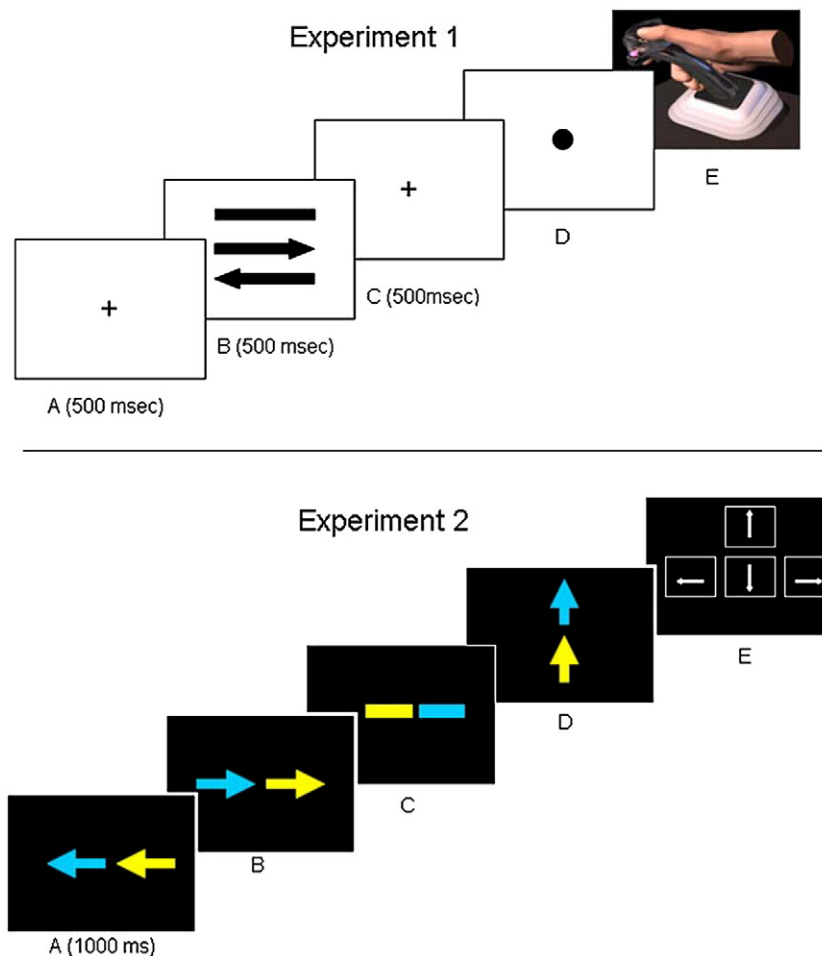 Experiment 1
E
D
C (500msec)
B (500 msec)
A (500 msec)
Experiment 2
E
D
C
B
A (1000 ms)